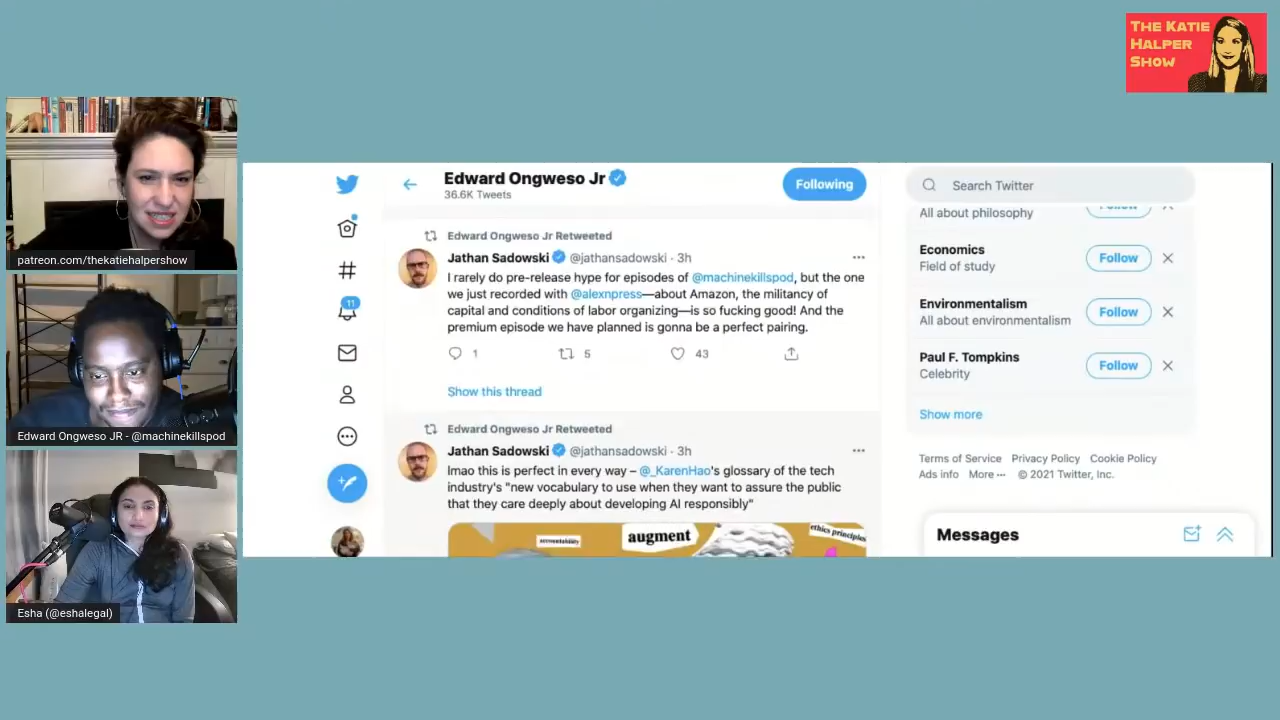 THE KATIE
HALPER
SHOW
patreon.com/thekatiehalpershow
Edward Ongweso JR - @machinekillspod
Esha (@eshalegal)
Edward Ongweso Jr
36.6K Tweets
Following
Edward Ongweso Jr Retweeted
Jathan Sadowski @jathansadowski · 3h
I rarely do pre-release hype for episodes of @machinekillspod, but the one
we just recorded with @alexnpress—about Amazon, the militancy of
capital and conditions of labor organizing—is so fucking good! And the
premium episode we have planned is gonna be a perfect pairing.
1 5 43
Show this thread
Edward Ongweso Jr Retweeted
Jathan Sadowski @jathansadowski · 3h
lmao this is perfect in every way – @_KarenHao's glossary of the tech
industry's "new vocabulary to use when they want to assure the public
that they care deeply about developing AI responsibly"
accountability
augment
ethics principles
11
Search Twitter
All about philosophy
Follow
Economics
Field of study
Follow
Environmentalism
All about environmentalism
Follow
Paul F. Tompkins
Celebrity
Follow
Show more
Terms of Service Privacy Policy Cookie Policy
Ads info More ··· © 2021 Twitter, Inc.
Messages